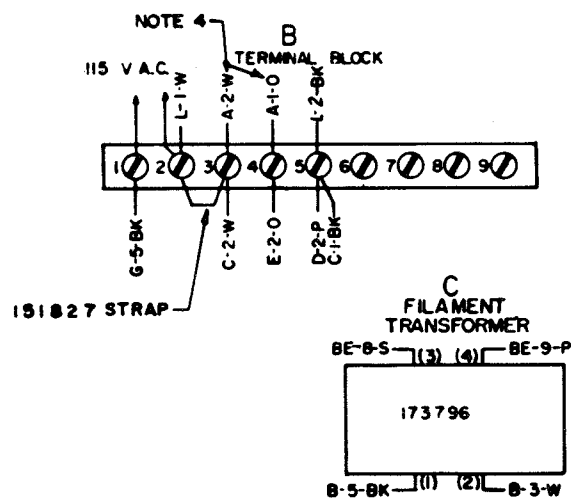 NOTE 4
B
TERMINAL BLOCK
115 V A.C.
L-1-W
A-2-W
A-1-O
L-2-BK
1 2 3 4 5 6 7 8 9
G-5-BK
C-2-W
E-2-O
D-2-P
C-1-BK
151827 STRAP
C
FILAMENT
TRANSFORMER
BE-8-S (3) (4) BE-9-P
173796
B-5-BK (1) (2) B-3-W